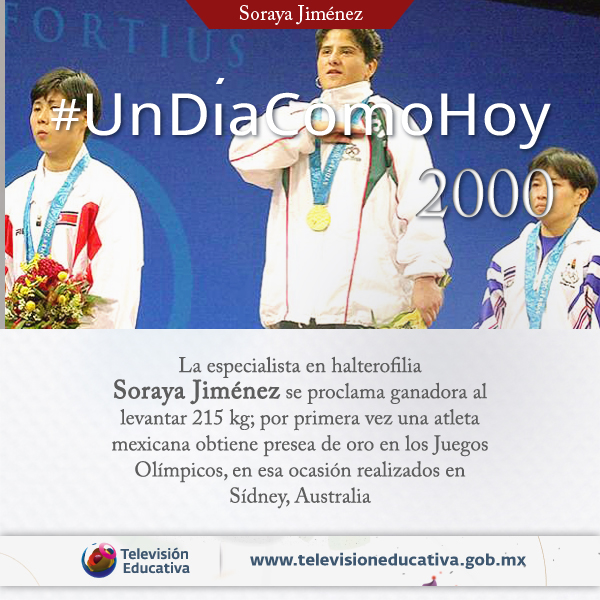 Soraya Jiménez
FORTIUS
#UnDíaComoHoy
2000
La especialista en halterofilia
Soraya Jiménez se proclama ganadora al
levantar 215 kg; por primera vez una atleta
mexicana obtiene presea de oro en los Juegos
Olímpicos, en esa ocasión realizados en
Sídney, Australia
Televisión
Educativa
www.televisioneducativa.gob.mx